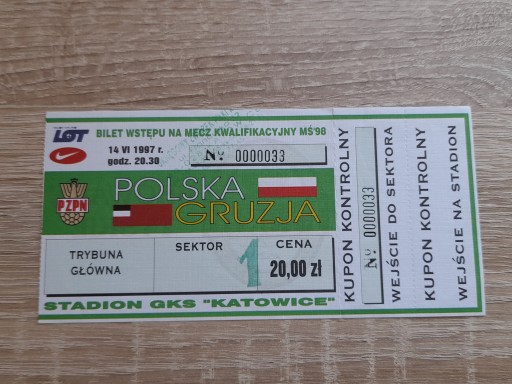 LOT
BILET WSTĘPU NA MECZ KWALIFIKACYJNY MŚ'98
14 VI 1997 r.
godz. 20.30
Nr 0000033
PZPN
POLSKA
GRUZJA
TRYBUNA
GŁÓWNA
SEKTOR
1
CENA
20,00 zł
STADION GKS "KATOWICE"
KUPON KONTROLNY
Nr 0000033
WEJŚCIE DO SEKTORA
KUPON KONTROLNY
WEJŚCIE NA STADION